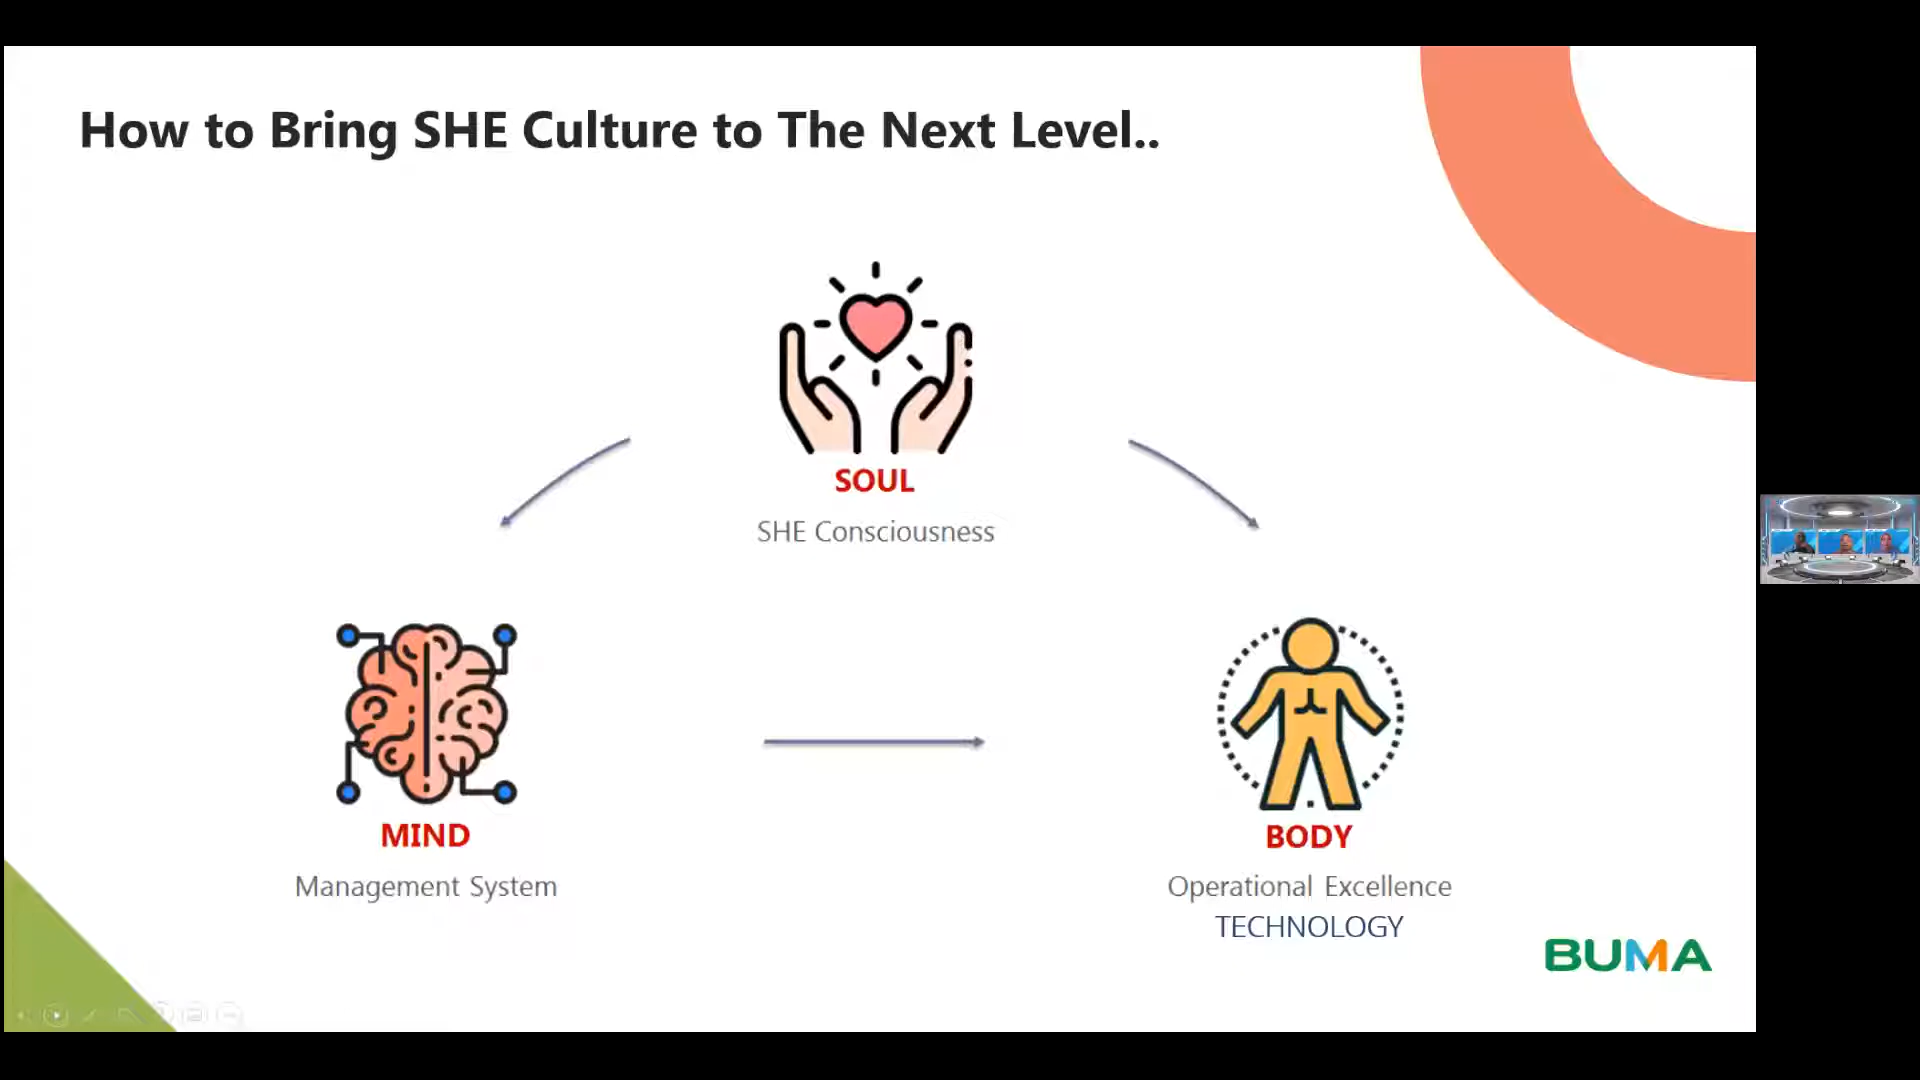 How to Bring SHE Culture to The Next Level..
SOUL
SHE Consciousness
MIND
Management System
BODY
Operational Excellence
TECHNOLOGY
BUMA